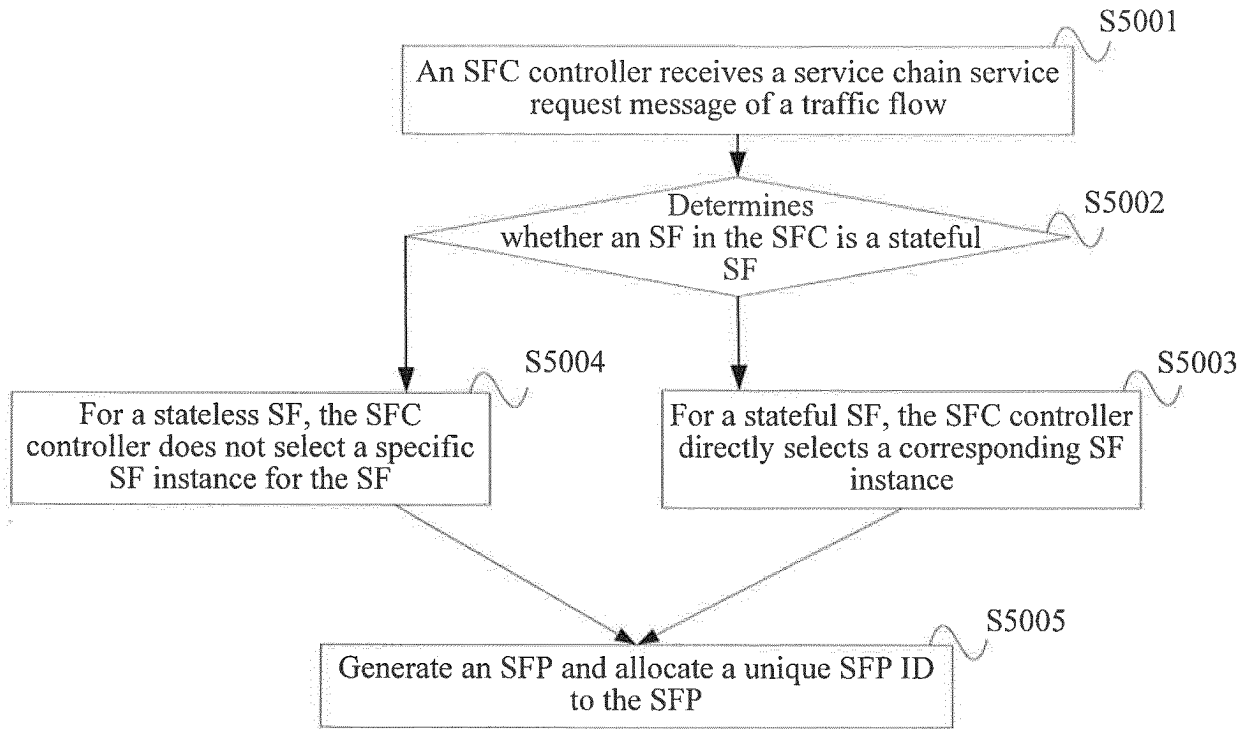 S5001
An SFC controller receives a service chain service
request message of a traffic flow
S5002
Determines
whether an SF in the SFC is a stateful
SF
S5004
For a stateless SF, the SFC
controller does not select a specific
SF instance for the SF
S5003
For a stateful SF, the SFC controller
directly selects a corresponding SF
instance
S5005
Generate an SFP and allocate a unique SFP ID
to the SFP